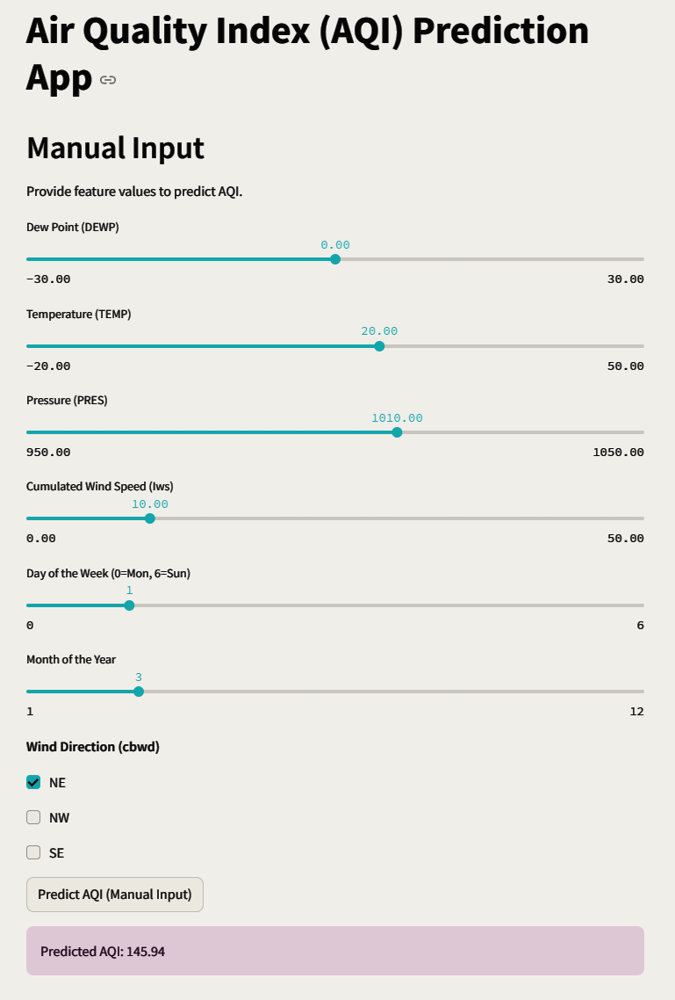 Air Quality Index (AQI) Prediction
App
Manual Input
Provide feature values to predict AQI.
Dew Point (DEWP)
0.00
-30.00 30.00
Temperature (TEMP)
20.00
-20.00 50.00
Pressure (PRES)
1010.00
950.00 1050.00
Cumulated Wind Speed (Iws)
10.00
0.00 50.00
Day of the Week (0=Mon, 6=Sun)
1
0 6
Month of the Year
3
1 12
Wind Direction (cbwd)
NE
NW
SE
Predict AQI (Manual Input)
Predicted AQI: 145.94